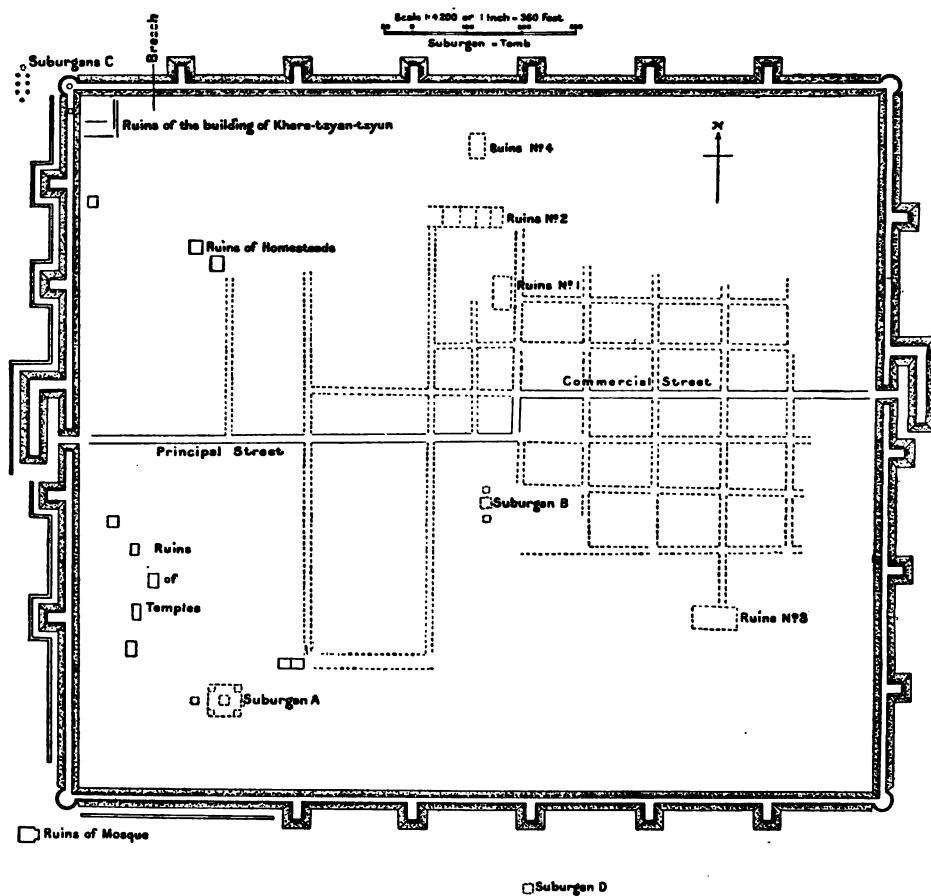 Scale 1:4200 or 1 Inch = 350 Feet
Suburgan = Tomb
Suburgans C
Breach
Ruins of the building of Khara-tzyan-tzyun
N
Ruins Nº4
Ruins Nº2
Ruins of Homesteads
Ruins Nº1
Commercial Street
Principal Street
Suburgan B
Ruins
of
Temples
Ruins Nº3
Suburgan A
Ruins of Mosque
Suburgan D